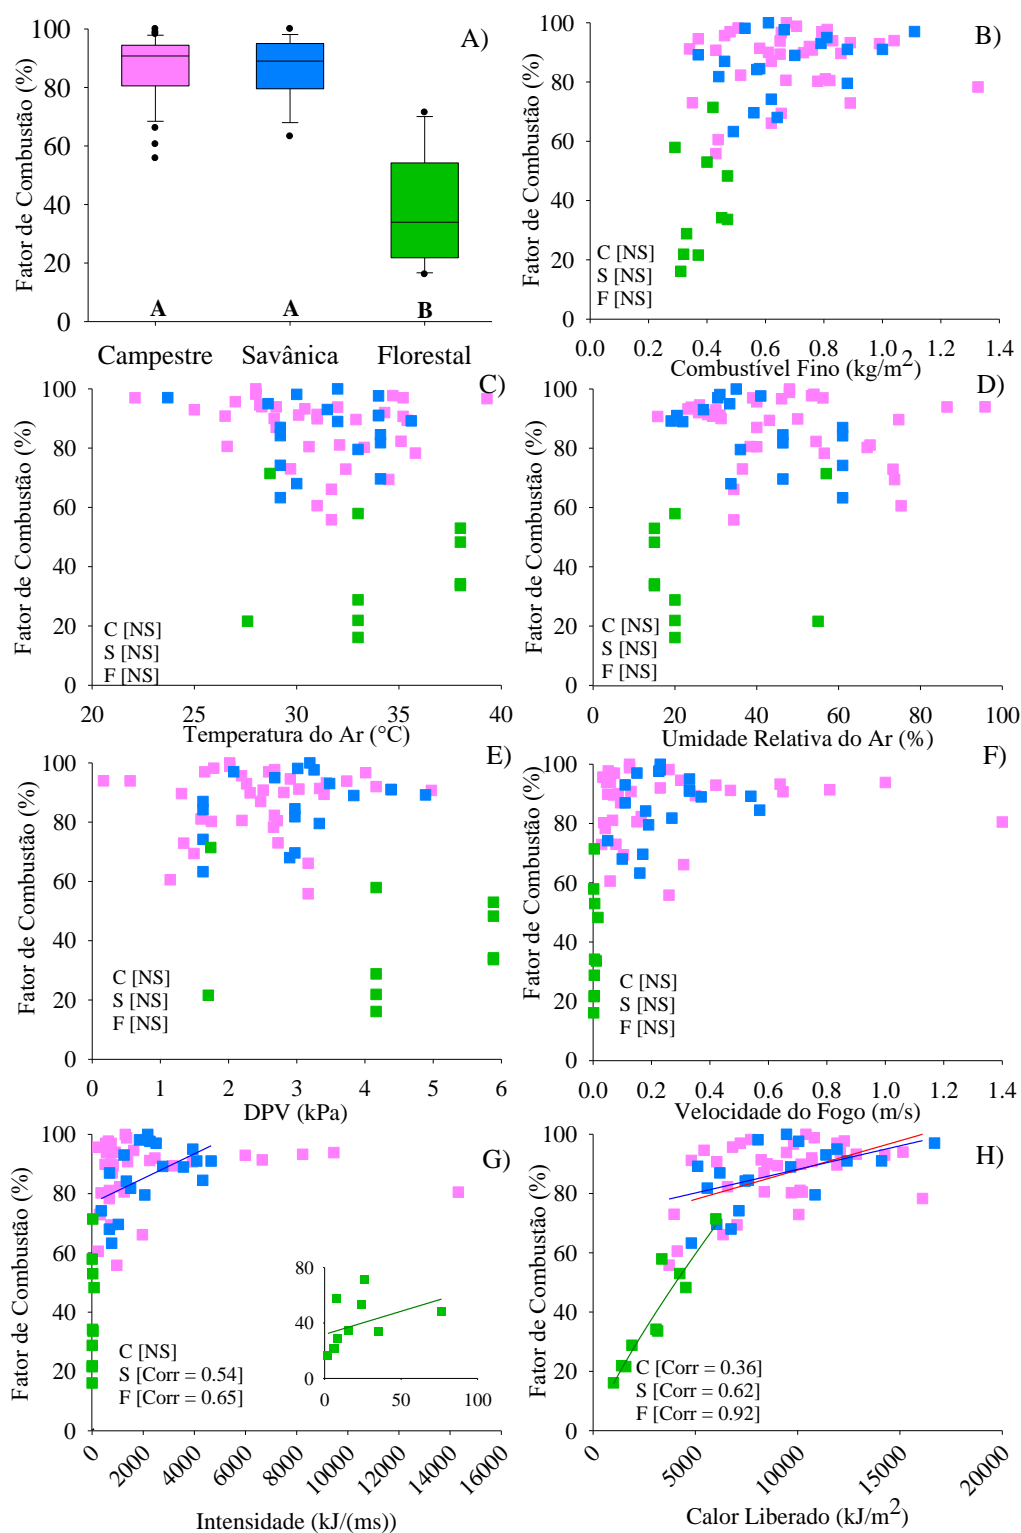 A)
Fator de Combustão (%)
100
80
60
40
20
0
A
A
B
Campestre Savânica Florestal
B)
Fator de Combustão (%)
100
80
60
40
20
0
C [NS]
S [NS]
F [NS]
0.0 0.2 0.4 0.6 0.8 1.0 1.2 1.4
Combustível Fino (kg/m²)
C)
Fator de Combustão (%)
100
80
60
40
20
0
C [NS]
S [NS]
F [NS]
20 25 30 35 40
Temperatura do Ar (°C)
D)
Fator de Combustão (%)
100
80
60
40
20
0
C [NS]
S [NS]
F [NS]
0 20 40 60 80 100
Umidade Relativa do Ar (%)
E)
Fator de Combustão (%)
100
80
60
40
20
0
C [NS]
S [NS]
F [NS]
0 1 2 3 4 5 6
DPV (kPa)
F)
Fator de Combustão (%)
100
80
60
40
20
0
C [NS]
S [NS]
F [NS]
0.0 0.2 0.4 0.6 0.8 1.0 1.2 1.4
Velocidade do Fogo (m/s)
G)
Fator de Combustão (%)
100
80
60
40
20
0
80
40
0
0 50 100
C [NS]
S [Corr = 0.54]
F [Corr = 0.65]
0 2000 4000 6000 8000 10000 12000 14000 16000
Intensidade (kJ/(ms))
H)
Fator de Combustão (%)
100
80
60
40
20
0
C [Corr = 0.36]
S [Corr = 0.62]
F [Corr = 0.92]
0 5000 10000 15000 20000
Calor Liberado (kJ/m²)